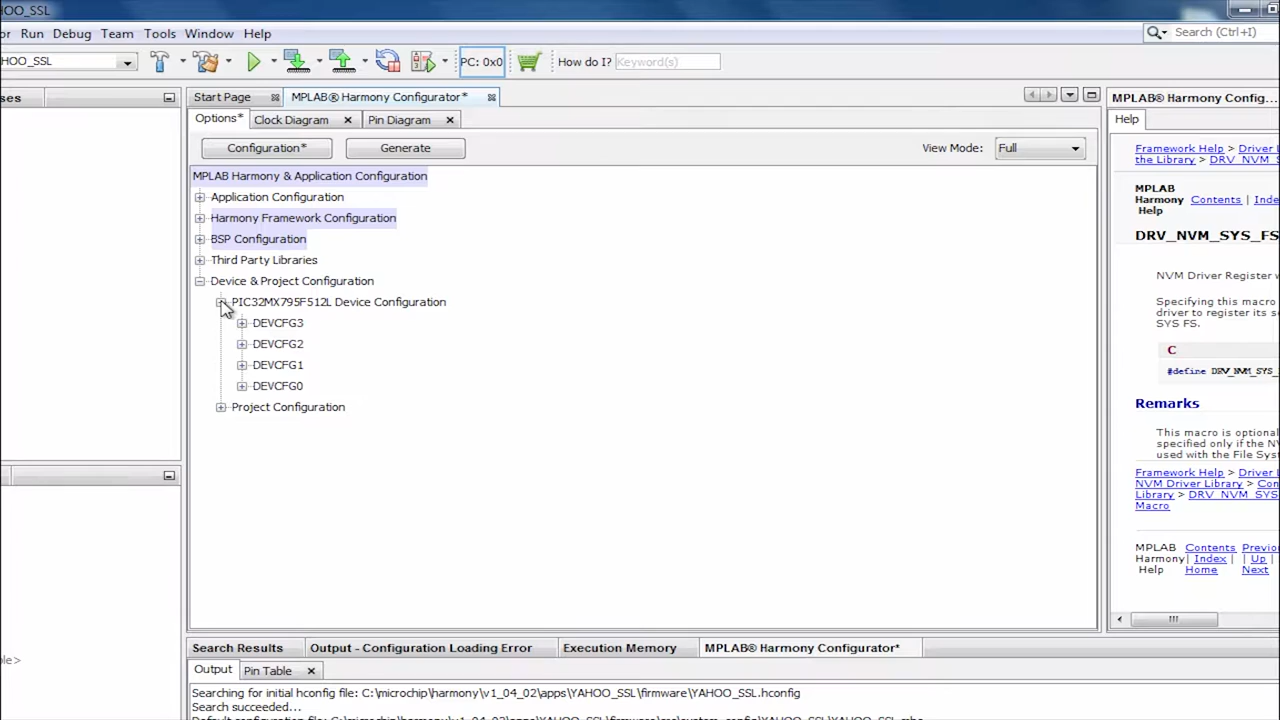 HOO_SSL
Run Debug Team Tools Window Help
Search (Ctrl+I)
HOO_SSL
PC: 0x0
How do I?
Keyword(s)
Start Page
MPLAB® Harmony Configurator*
MPLAB® Harmony Config...
Options*
Clock Diagram
Pin Diagram
Help
Configuration*
Generate
View Mode:
Full
MPLAB Harmony & Application Configuration
Application Configuration
Harmony Framework Configuration
BSP Configuration
Third Party Libraries
Device & Project Configuration
PIC32MX795F512L Device Configuration
DEVCFG3
DEVCFG2
DEVCFG1
DEVCFG0
Project Configuration
Framework Help > Driver L
the Library > DRV_NVM_SYS
MPLAB
Harmony Contents | Inde
Help
DRV_NVM_SYS_FS
NVM Driver Register w
Specifying this macro
driver to register its se
SYS FS.
C
#define DRV_NVM_SYS_
Remarks
This macro is optional
specified only if the NV
used with the File Syst
Framework Help > Driver L
NVM Driver Library > Con
Library > DRV_NVM_SYS
Macro
MPLAB Contents Previo
Harmony | Index | | Up |
Help Home Next
Search Results
Output - Configuration Loading Error
Execution Memory
MPLAB® Harmony Configurator*
Output
Pin Table
Searching for initial hconfig file: C:\microchip\harmony\v1_04_02\apps\YAHOO_SSL\firmware\YAHOO_SSL.hconfig
Search succeeded...